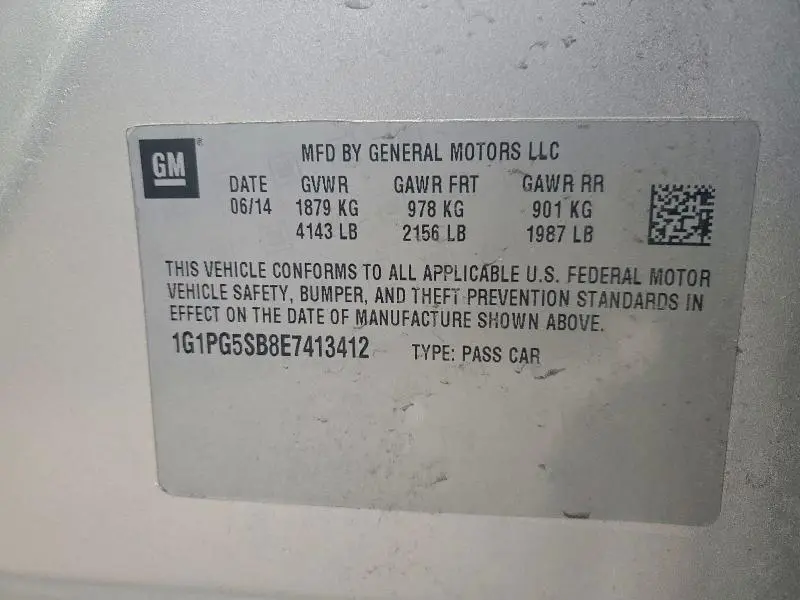 GM®
MFD BY GENERAL MOTORS LLC
DATE GVWR GAWR FRT GAWR RR
06/14 1879 KG 978 KG 901 KG
4143 LB 2156 LB 1987 LB
THIS VEHICLE CONFORMS TO ALL APPLICABLE U.S. FEDERAL MOTOR
VEHICLE SAFETY, BUMPER, AND THEFT PREVENTION STANDARDS IN
EFFECT ON THE DATE OF MANUFACTURE SHOWN ABOVE.
1G1PG5SB8E7413412 TYPE: PASS CAR